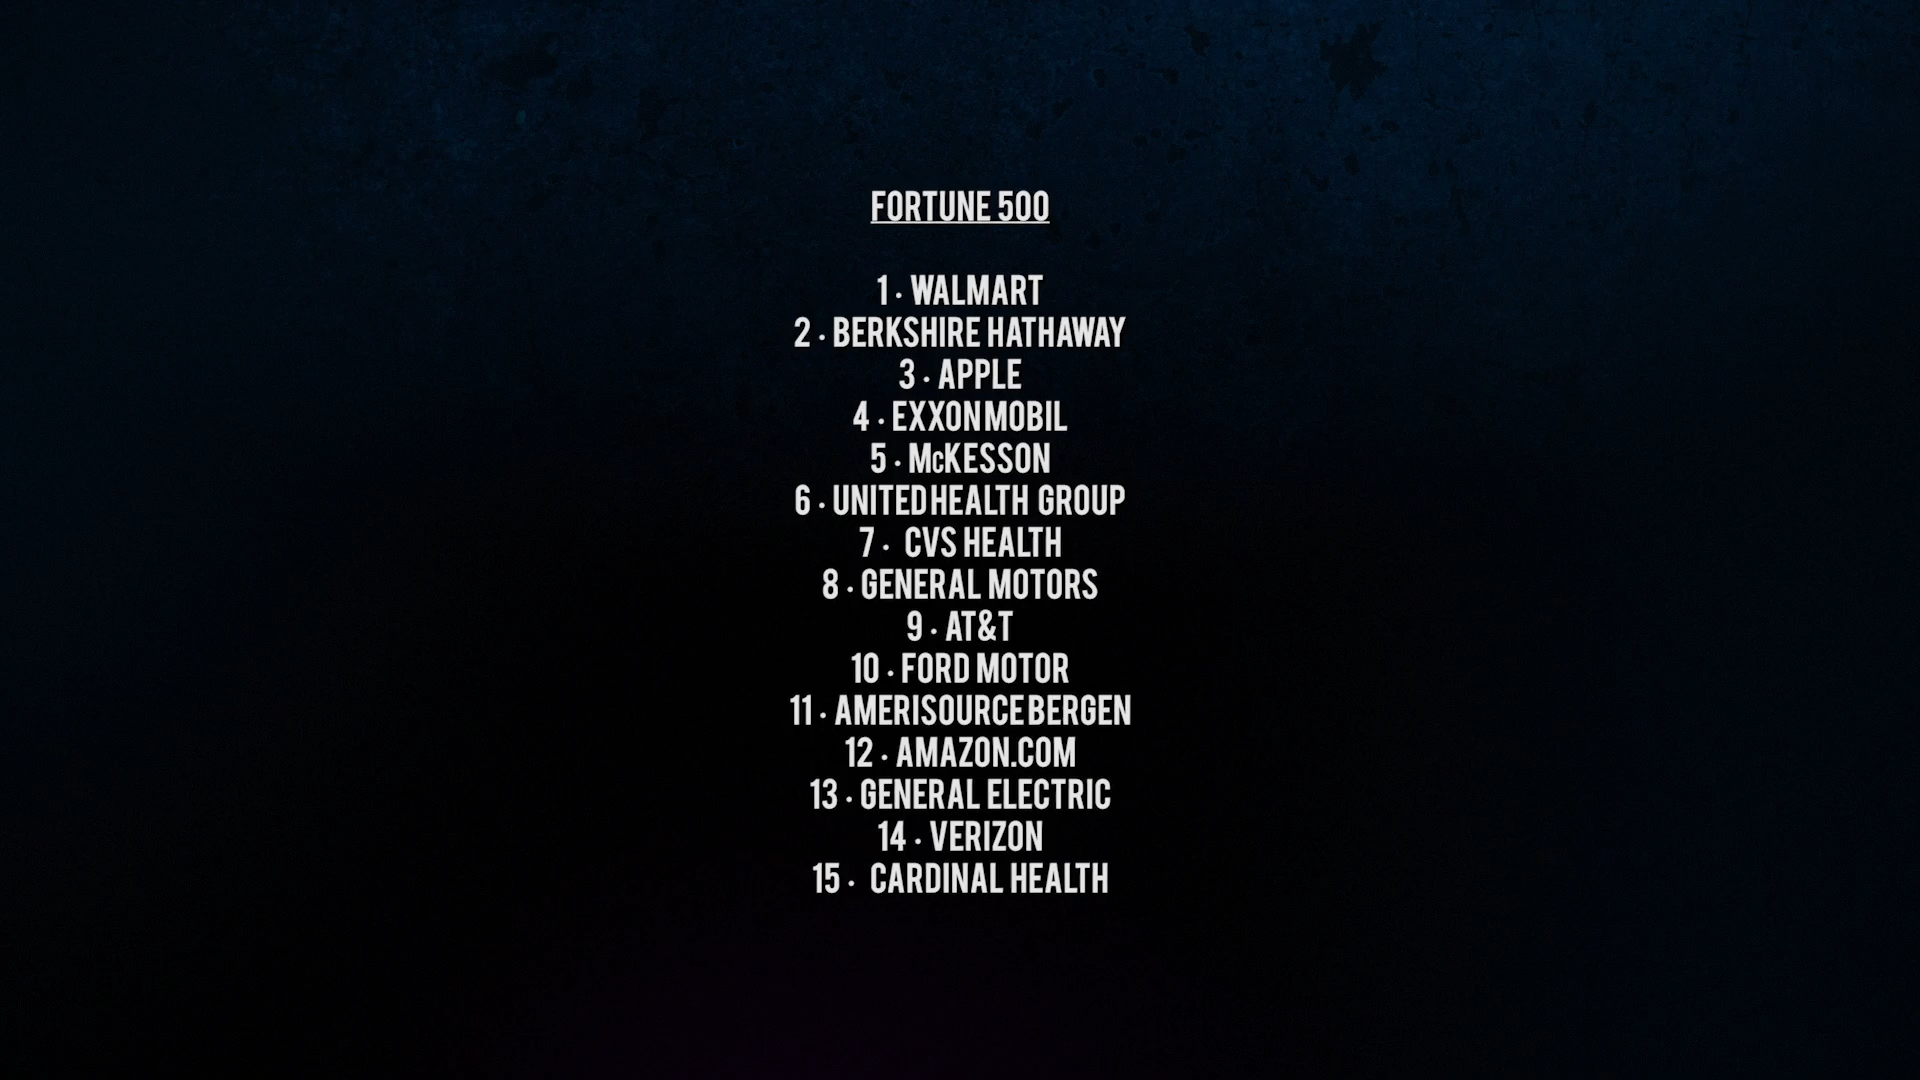 FORTUNE 500
1 · WALMART
2 · BERKSHIRE HATHAWAY
3 · APPLE
4 · EXXONMOBIL
5 · McKESSON
6 · UNITEDHEALTH GROUP
7 · CVS HEALTH
8 · GENERAL MOTORS
9 · AT&T
10 · FORD MOTOR
11 · AMERISOURCEBERGEN
12 · AMAZON.COM
13 · GENERAL ELECTRIC
14 · VERIZON
15 · CARDINAL HEALTH